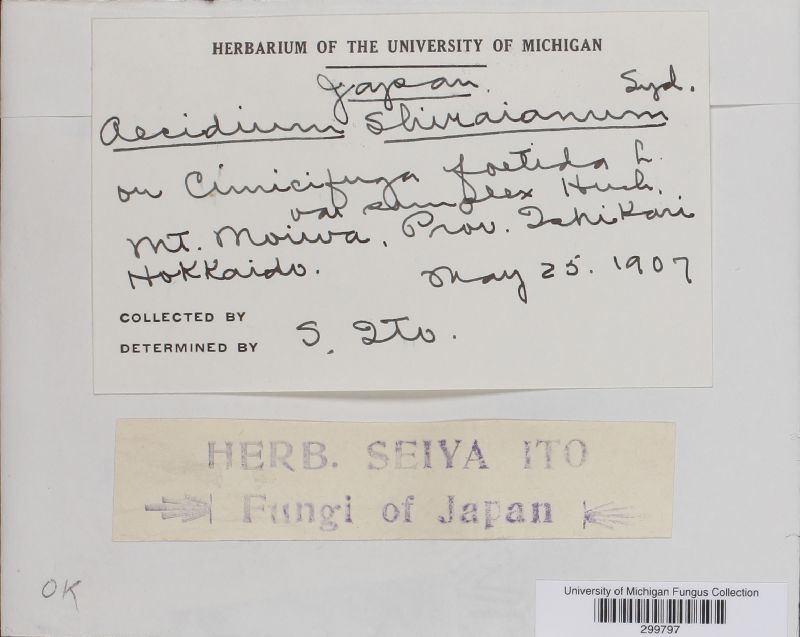 HERBARIUM OF THE UNIVERSITY OF MICHIGAN
Japan.
Syd.
Aecidium Shiraianum
on Cimicifuga foetida L.
var simplex Huth.
Mt. Moiwa, Prov. Ishikari
Hokkaido. May 25. 1907
COLLECTED BY
DETERMINED BY S. Ito.
HERB. SEIYA ITO
Fungi of Japan
OK
University of Michigan Fungus Collection
299797